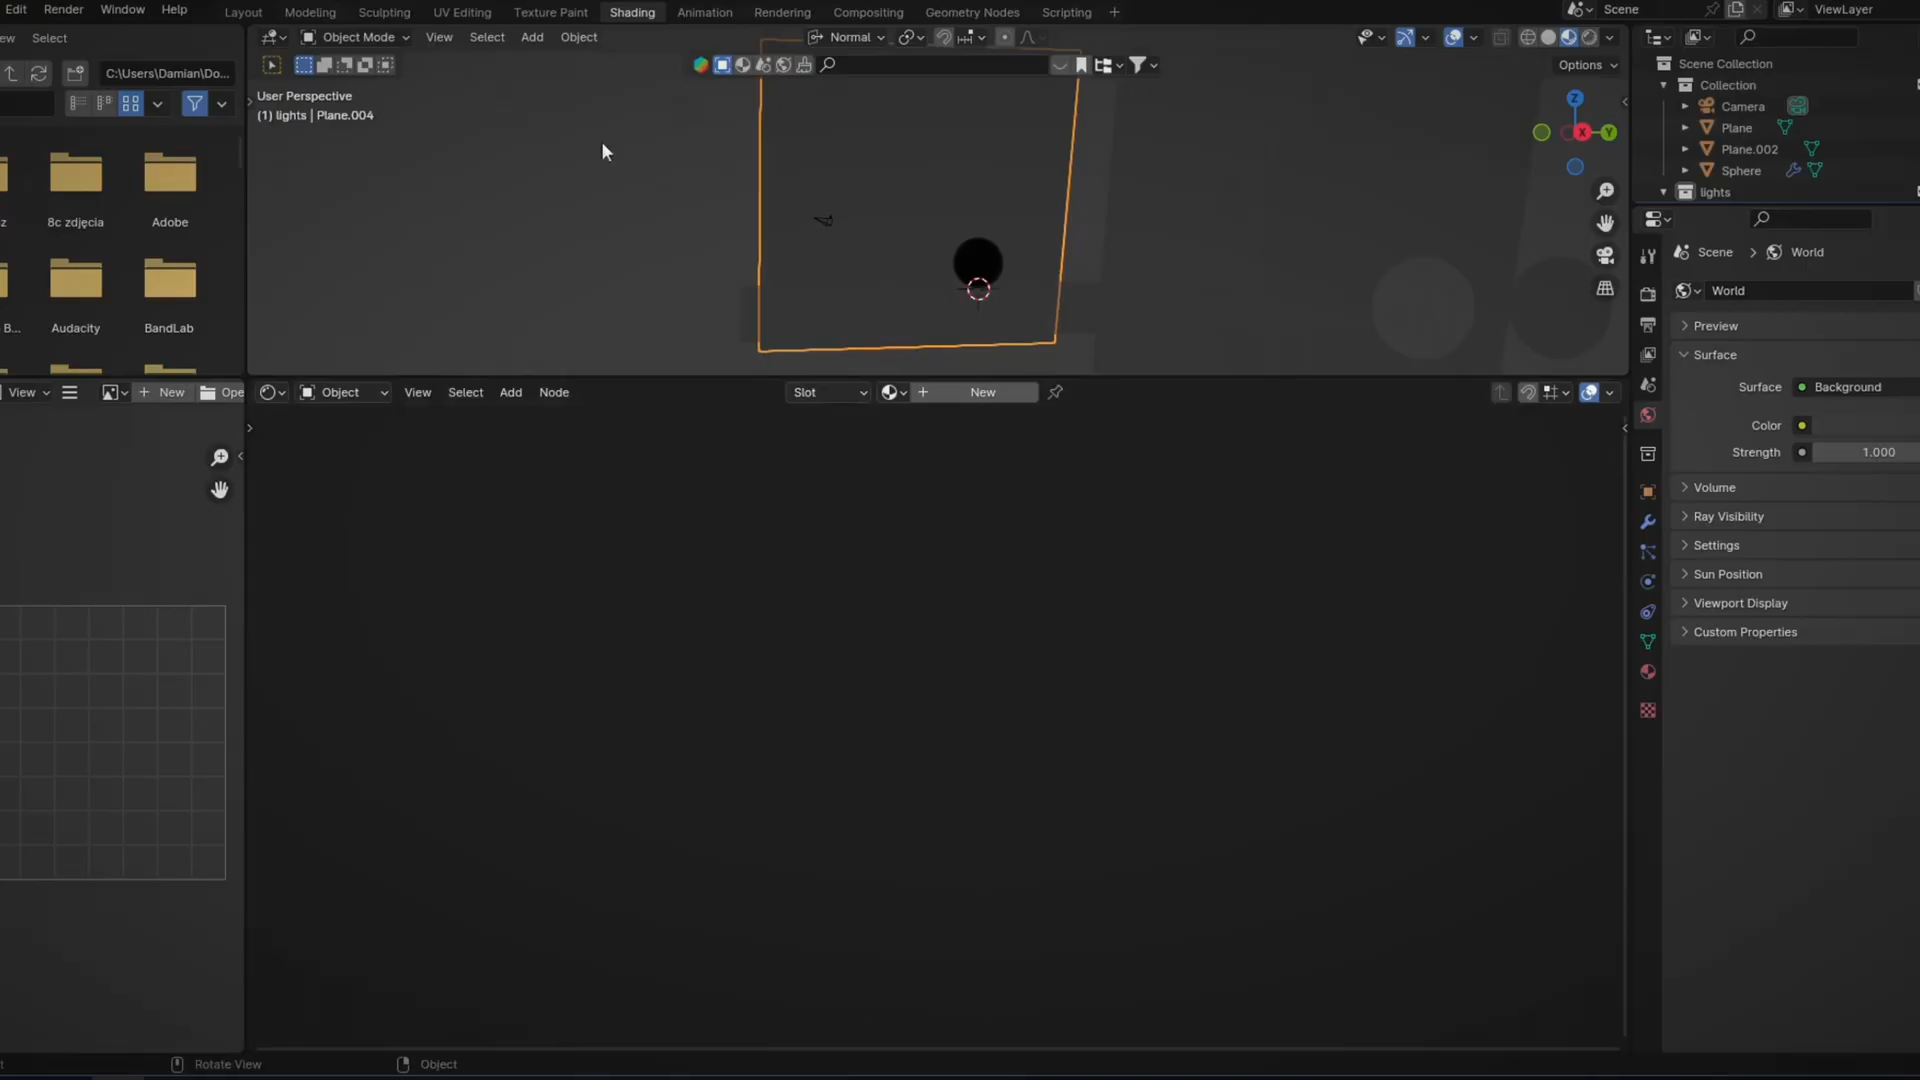 Edit Render Window Help Layout Modeling Sculpting UV Editing Texture Paint Shading Animation Rendering Compositing Geometry Nodes Scripting + Scene ViewLayer
Select
Object Mode View Select Add Object Normal
C:\Users\Damian\Do...
Options
User Perspective
(1) lights | Plane.004
Z
X
Y
Scene Collection
Collection
Camera
Plane
Plane.002
Sphere
lights
8c zdjęcia Adobe
B... Audacity BandLab
View + New Ope
Object View Select Add Node Slot + New
Scene > World
World
Preview
Surface
Surface Background
Color
Strength 1.000
Volume
Ray Visibility
Settings
Sun Position
Viewport Display
Custom Properties
Rotate View Object